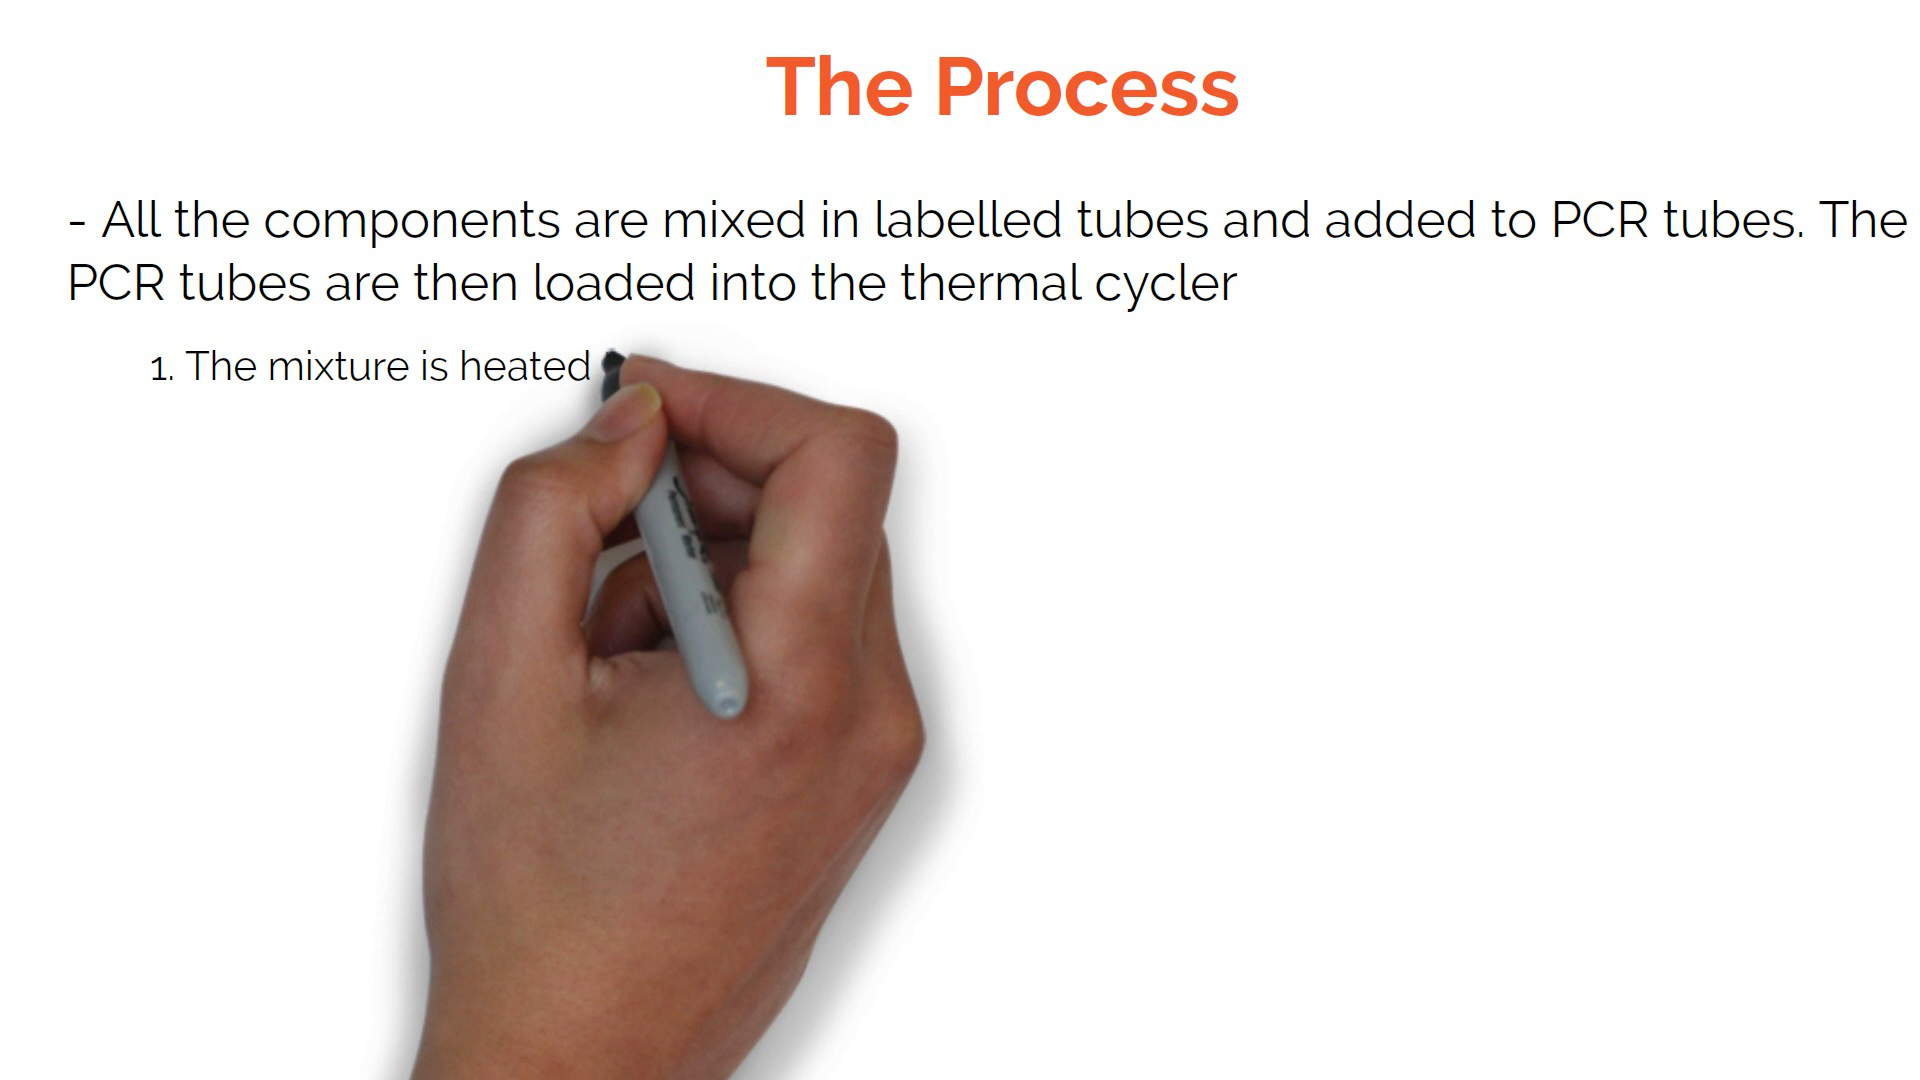 The Process
- All the components are mixed in labelled tubes and added to PCR tubes. The
PCR tubes are then loaded into the thermal cycler
1. The mixture is heated